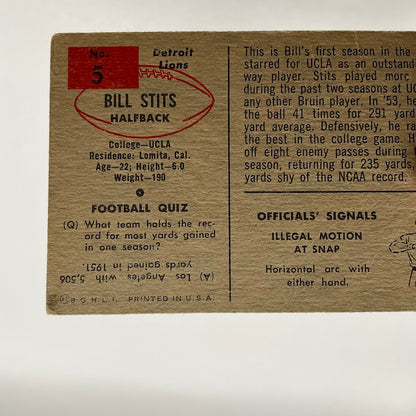 No.
5
Detroit
Lions
BILL STITS
HALFBACK
College—UCLA
Residence: Lomita, Cal.
Age—22; Height—6.0
Weight—190
FOOTBALL QUIZ
(Q) What team holds the rec-
ord for most yards gained
in one season?
(A) Los Angeles with 5,506
yards gained in 1951.
© B G H L I PRINTED IN U.S.A.
This is Bill's first season in the
starred for UCLA as an outstand
way player. Stits played more
during the past two seasons at UC
any other Bruin player. In '53, h
the ball 41 times for 291 yard
yard average. Defensively, he ra
the best in the college game. H
off eight enemy passes during
season, returning for 235 yards,
yards shy of the NCAA record.
OFFICIALS' SIGNALS
ILLEGAL MOTION
AT SNAP
Horizontal arc with
either hand.